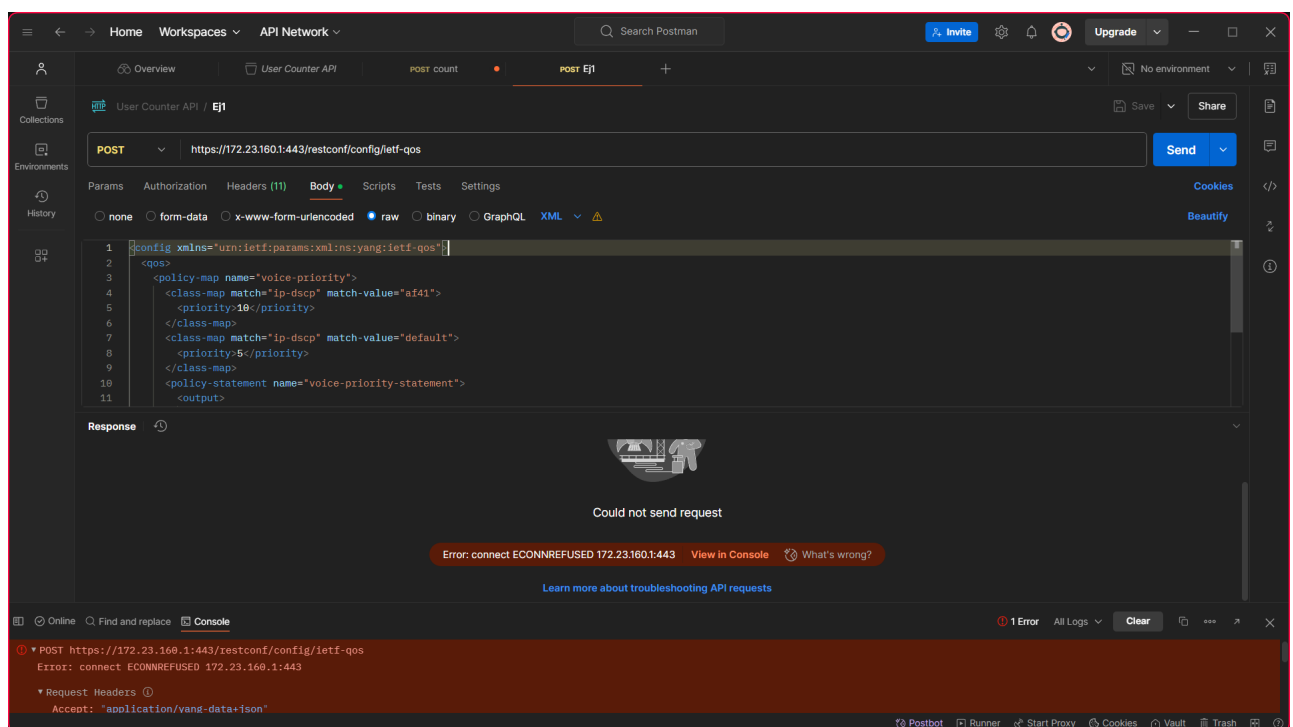 Home Workspaces API Network Search Postman Invite Upgrade
Overview User Counter API POST count POST Ej1 No environment
Collections
HTTP User Counter API / Ej1 Save Share
Environments
POST https://172.23.160.1:443/restconf/config/ietf-qos Send
History
Params Authorization Headers (11) Body Scripts Tests Settings Cookies
none form-data x-www-form-urlencoded raw binary GraphQL XML Beautify
1 <config xmlns="urn:ietf:params:xml:ns:yang:ietf-qos">
2 <qos>
3 <policy-map name="voice-priority">
4 <class-map match="ip-dscp" match-value="af41">
5 <priority>10</priority>
6 </class-map>
7 <class-map match="ip-dscp" match-value="default">
8 <priority>5</priority>
9 </class-map>
10 <policy-statement name="voice-priority-statement">
11 <output>
Response
Could not send request
Error: connect ECONNREFUSED 172.23.160.1:443 View in Console What's wrong?
Learn more about troubleshooting API requests
Online Find and replace Console 1 Error All Logs Clear
POST https://172.23.160.1:443/restconf/config/ietf-qos
Error: connect ECONNREFUSED 172.23.160.1:443
Request Headers
Accept: "application/yang-data+json"
Postbot Runner Start Proxy Cookies Vault Trash